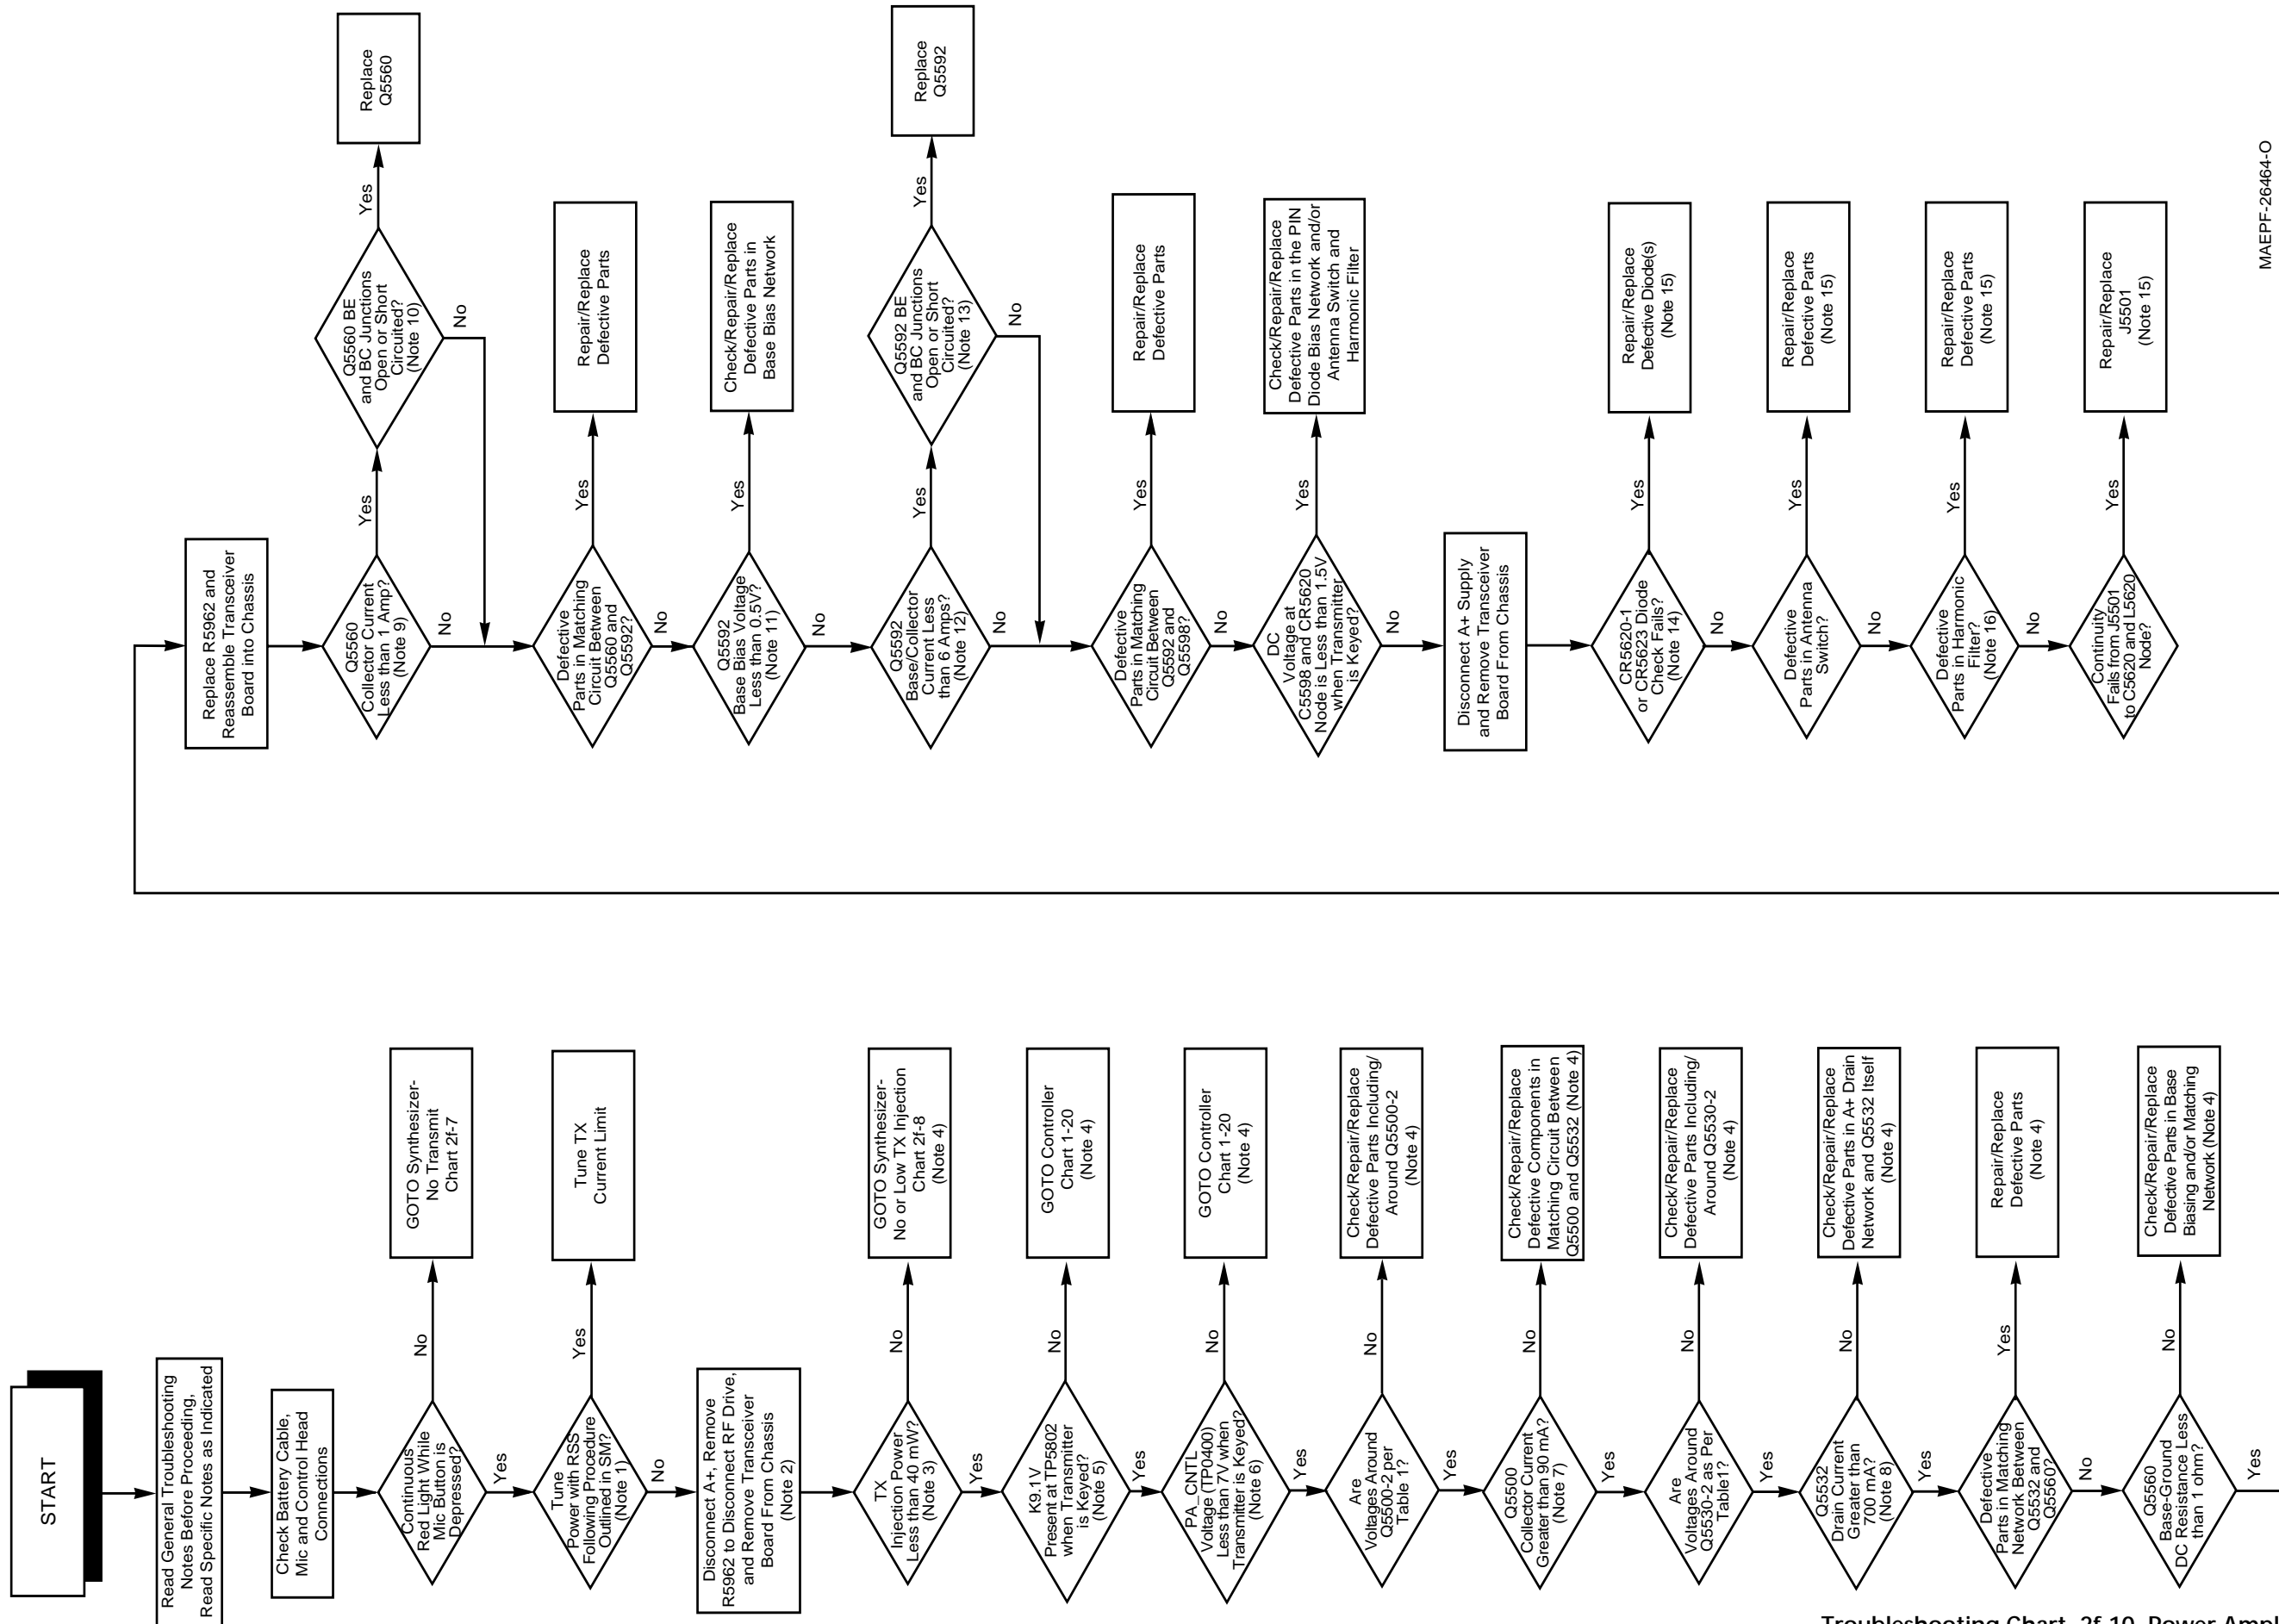 START
Read General Troubleshooting
Notes Before Proceeding,
Read Specific Notes as Indicated
Check Battery Cable,
Mic and Control Head
Connections
Continuous
Red Light While
Mic Button is
Depressed?
No
GOTO Synthesizer-
No Transmit
Chart 2f-7
Yes
Tune
Power with RSS
Following Procedure
Outlined in SM?
(Note 1)
Yes
Tune TX
Current Limit
No
Disconnect A+, Remove
R5962 to Disconnect RF Drive,
and Remove Transceiver
Board From Chassis
(Note 2)
TX
Injection Power
Less than 40 mW?
(Note 3)
No
GOTO Synthesizer-
No or Low TX Injection
Chart 2f-8
(Note 4)
Yes
K9.1V
Present at TP5802
when Transmitter
is Keyed?
(Note 5)
No
GOTO Controller
Chart 1-20
(Note 4)
Yes
PA_CNTL
Voltage (TP0400)
Less than 7V when
Transmitter is Keyed?
(Note 6)
No
GOTO Controller
Chart 1-20
(Note 4)
Yes
Are
Voltages Around
Q5500-2 per
Table 1?
No
Check/Repair/Replace
Defective Parts Including/
Around Q5500-2
(Note 4)
Yes
Q5500
Collector Current
Greater than 90 mA?
(Note 7)
No
Check/Repair/Replace
Defective Components in
Matching Circuit Between
Q5500 and Q5532 (Note 4)
Yes
Are
Voltages Around
Q5530-2 as Per
Table1?
No
Check/Repair/Replace
Defective Parts Including/
Around Q5530-2
(Note 4)
Yes
Q5532
Drain Current
Greater than
700 mA?
(Note 8)
No
Check/Repair/Replace
Defective Parts in A+ Drain
Network and Q5532 Itself
(Note 4)
Yes
Defective
Parts in Matching
Network Between
Q5532 and
Q5560?
Yes
Repair/Replace
Defective Parts
(Note 4)
No
Q5560
Base-Ground
DC Resistance Less
than 1 ohm?
No
Check/Repair/Replace
Defective Parts in Base
Biasing and/or Matching
Network (Note 4)
Yes
Replace R5962 and
Reassemble Transceiver
Board into Chassis
Q5560
Collector Current
Less than 1 Amp?
(Note 9)
Yes
Q5560 BE
and BC Junctions
Open or Short
Circuited?
(Note 10)
Yes
Replace
Q5560
No
No
Defective
Parts in Matching
Circuit Between
Q5560 and
Q5592?
Yes
Repair/Replace
Defective Parts
No
Q5592
Base Bias Voltage
Less than 0.5V?
(Note 11)
Yes
Check/Repair/Replace
Defective Parts in
Base Bias Network
No
Q5592
Base/Collector
Current Less
than 6 Amps?
(Note 12)
Yes
Q5592 BE
and BC Junctions
Open or Short
Circuited?
(Note 13)
Yes
Replace
Q5592
No
No
Defective
Parts in Matching
Circuit Between
Q5592 and
Q5598?
Yes
Repair/Replace
Defective Parts
No
DC
Voltage at
C5598 and CR5620
Node is Less than 1.5V
when Transmitter
is Keyed?
Yes
Check/Repair/Replace
Defective Parts in the PIN
Diode Bias Network and/or
Antenna Switch and
Harmonic Filter
No
Disconnect A+ Supply
and Remove Transceiver
Board From Chassis
CR5620-1
or CR5623 Diode
Check Fails?
(Note 14)
Yes
Repair/Replace
Defective Diode(s)
(Note 15)
No
Defective
Parts in Antenna
Switch?
Yes
Repair/Replace
Defective Parts
(Note 15)
No
Defective
Parts in Harmonic
Filter?
(Note 16)
Yes
Repair/Replace
Defective Parts
(Note 15)
No
Continuity
Fails from J5501
to C5620 and L5620
Node?
Yes
Repair/Replace
J5501
(Note 15)
MAEPF-26464-O